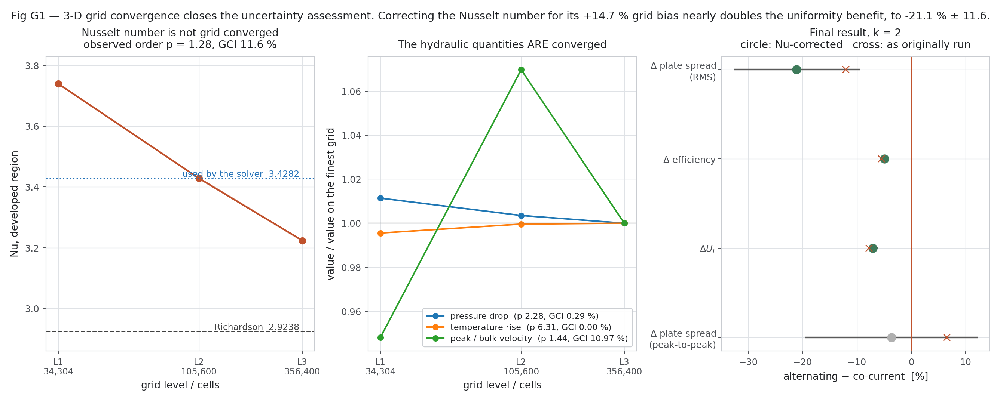 Fig G1 — 3-D grid convergence closes the uncertainty assessment. Correcting the Nusselt number for its +14.7 % grid bias nearly doubles the uniformity benefit, to -21.1 % ± 11.6.
Nusselt number is not grid converged
observed order p = 1.28, GCI 11.6 %
Nu, developed region
3.8
3.6
3.4
3.2
3.0
used by the solver 3.4282
Richardson 2.9238
L1
34,304
L2
105,600
L3
356,400
grid level / cells
The hydraulic quantities ARE converged
value / value on the finest grid
1.06
1.04
1.02
1.00
0.98
0.96
pressure drop (p 2.28, GCI 0.29 %)
temperature rise (p 6.31, GCI 0.00 %)
peak / bulk velocity (p 1.44, GCI 10.97 %)
L1
34,304
L2
105,600
L3
356,400
grid level / cells
Final result, k = 2
circle: Nu-corrected cross: as originally run
Δ plate spread
(RMS)
Δ efficiency
ΔU_L
Δ plate spread
(peak-to-peak)
−30
−20
−10
0
10
alternating − co-current [%]